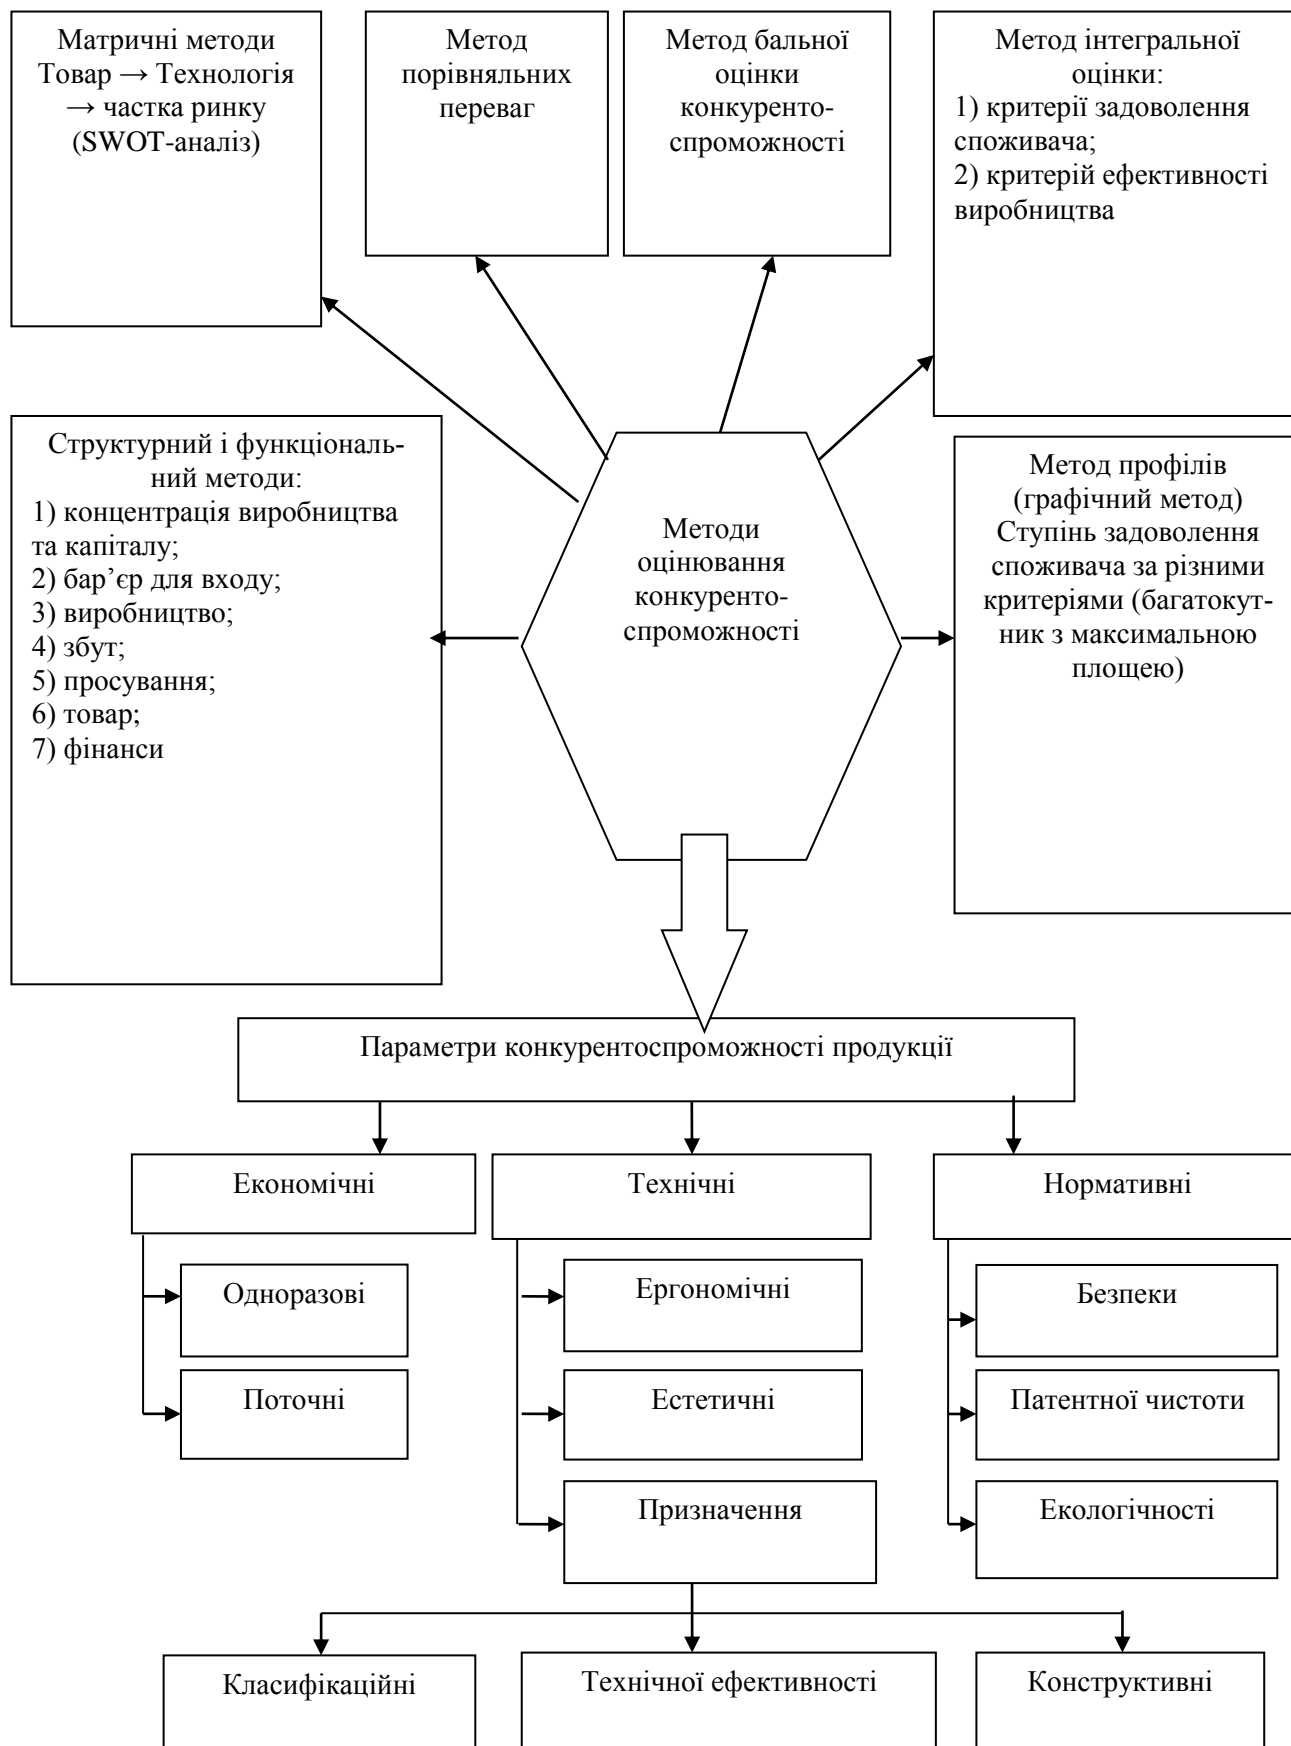 Матричні методи
Товар → Технологія
→ частка ринку
(SWOT-аналіз)
Метод
порівняльних
переваг
Метод бальної
оцінки
конкуренто-
спроможності
Метод інтегральної
оцінки:
1) критерії задоволення
споживача;
2) критерій ефективності
виробництва
Структурний і функціональ-
ний методи:
1) концентрація виробництва
та капіталу;
2) бар’єр для входу;
3) виробництво;
4) збут;
5) просування;
6) товар;
7) фінанси
Методи
оцінювання
конкуренто-
спроможності
Метод профілів
(графічний метод)
Ступінь задоволення
споживача за різними
критеріями (багатокут-
ник з максимальною
площею)
Параметри конкурентоспроможності продукції
Економічні
Технічні
Нормативні
Одноразові
Ергономічні
Безпеки
Поточні
Естетичні
Патентної чистоти
Призначення
Екологічності
Класифікаційні
Технічної ефективності
Конструктивні